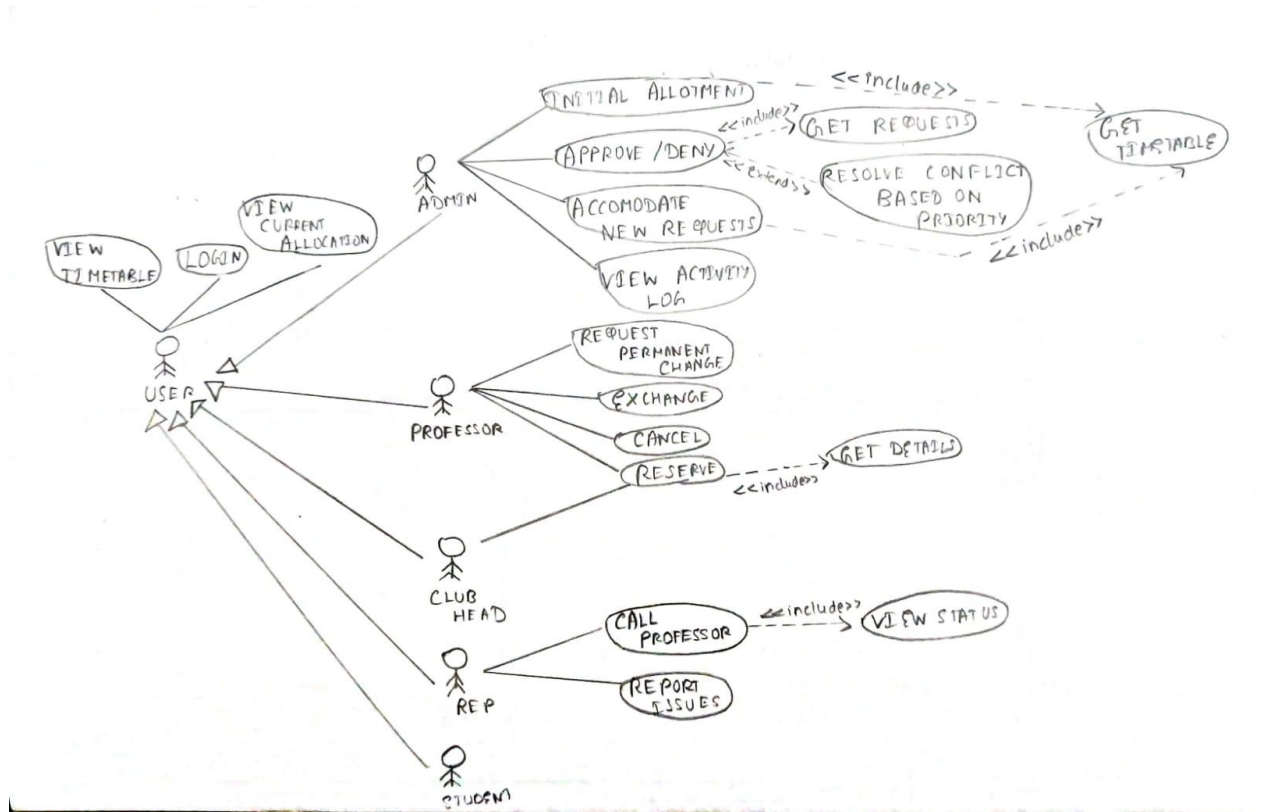 INITIAL ALLOTMENT
<<include>>
<<include>>
GET REQUESTS
GET
TIMETABLE
APPROVE /DENY
<<extends>>
RESOLVE CONFLICT
BASED ON
PRIORITY
ADMIN
ACCOMODATE
NEW REQUESTS
<<include>>
VIEW
CURRENT
ALLOCATION
VIEW
TIMETABLE
LOGIN
VIEW ACTIVITY
LOG
REQUEST
PERMANENT
CHANGE
USER
EXCHANGE
PROFESSOR
CANCEL
RESERVE
GET DETAILS
<<include>>
CLUB
HEAD
CALL
PROFESSOR
<<include>>
VIEW STATUS
REP
REPORT
ISSUES
STUDENT